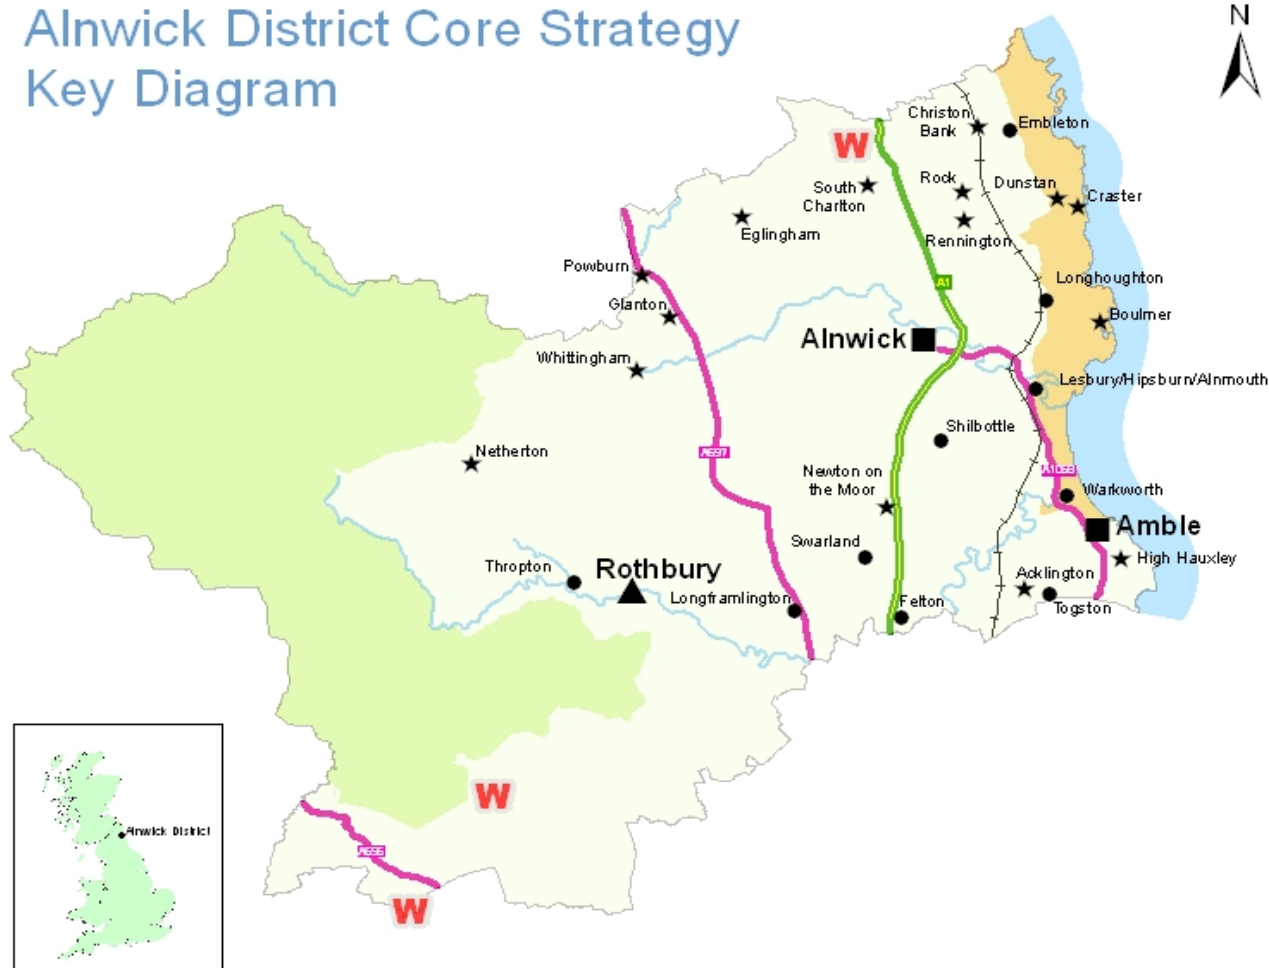 Alnwick District Core Strategy
Key Diagram
N
W
Christon
Bank
Embleton
South
Charlton
Rock
Dunstan
Craster
Eglingham
Rennington
Powburn
Longhoughton
A1
Glanton
Boulmer
Alnwick
Whittingham
Lesbury/Hipsburn/Alnmouth
Shilbottle
Netherton
A697
Newton on
the Moor
A1068
Warkworth
Amble
Swarland
High Hauxley
Thropton
Rothbury
Acklington
Longframlington
Felton
Togston
W
Alnwick District
W